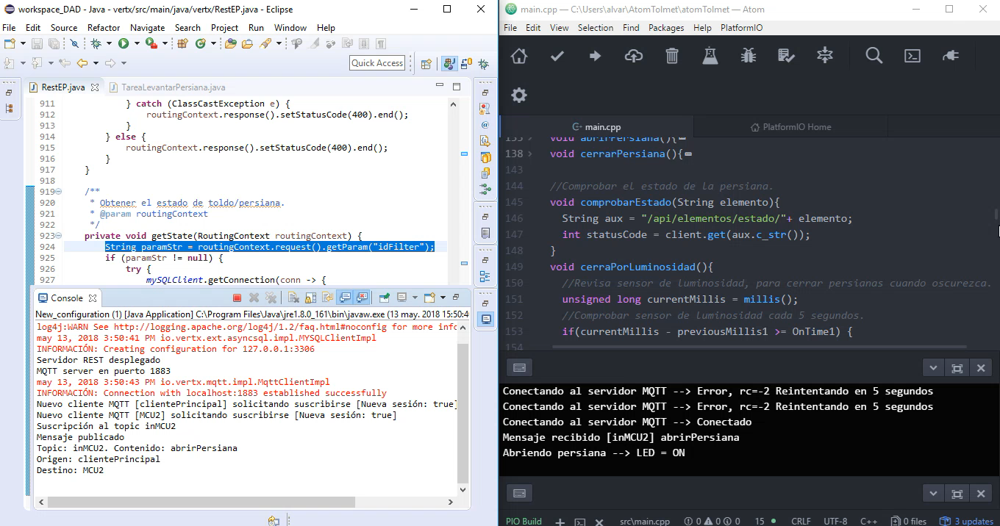 workspace_DAD - Java - vertx/src/main/java/vertx/RestEP.java - Eclipse
File Edit Source Refactor Navigate Search Project Run Window Help
Quick Access
RestEP.java TareaLevantarPersiana.java
911 } catch (ClassCastException e) {
912 routingContext.response().setStatusCode(400).end();
913 }
914 } else {
915 routingContext.response().setStatusCode(400).end();
916 }
917 }
918
919 /**
920 * Obtener el estado de toldo/persiana.
921 * @param routingContext
922 */
923 private void getState(RoutingContext routingContext) {
924 String paramStr = routingContext.request().getParam("idFilter");
925 if (paramStr != null) {
926 try {
927 mySQLClient.getConnection(conn -> {
Console
New_configuration (1) [Java Application] C:\Program Files\Java\jre1.8.0_161\bin\javaw.exe (13 may. 2018 15:50:4
log4j:WARN See http://logging.apache.org/log4j/1.2/faq.html#noconfig for more info
may 13, 2018 3:50:41 PM io.vertx.ext.asyncsql.impl.MYSQLClientImpl
INFORMACIÓN: Creating configuration for 127.0.0.1:3306
Servidor REST desplegado
MQTT server en puerto 1883
may 13, 2018 3:50:43 PM io.vertx.mqtt.impl.MqttClientImpl
INFORMACIÓN: Connection with localhost:1883 established successfully
Nuevo cliente MQTT [clientePrincipal] solicitando suscribirse [Nueva sesión: true]
Nuevo cliente MQTT [MCU2] solicitando suscribirse [Nueva sesión: true]
Suscripción al topic inMCU2
Mensaje publicado
Topic: inMCU2. Contenido: abrirPersiana
Origen: clientePrincipal
Destino: MCU2
main.cpp — C:\Users\alvar\AtomTolmet\atomTolmet — Atom
File Edit View Selection Find Packages Help PlatformIO
main.cpp PlatformIO Home
void abrirPersiana(){
138 void cerrarPersiana(){
143
144 //Comprobar el estado de la persiana.
145 void comprobarEstado(String elemento){
146 String aux = "/api/elementos/estado/"+ elemento;
147 int statusCode = client.get(aux.c_str());
148 }
149 void cerraPorLuminosidad(){
150 //Revisa sensor de luminosidad, para cerrar persianas cuando oscurezca.
151 unsigned long currentMillis = millis();
152 //Comprobar sensor de luminosidad cada 5 segundos.
153 if(currentMillis - previousMillis1 >= OnTime1) {
154
Conectando al servidor MQTT --> Error, rc=-2 Reintentando en 5 segundos
Conectando al servidor MQTT --> Error, rc=-2 Reintentando en 5 segundos
Conectando al servidor MQTT --> Conectado
Mensaje recibido [inMCU2] abrirPersiana
Abriendo persiana --> LED = ON
PIO Build src\main.cpp 0 0 0 15 CRLF UTF-8 C++ 0 files 3 updates